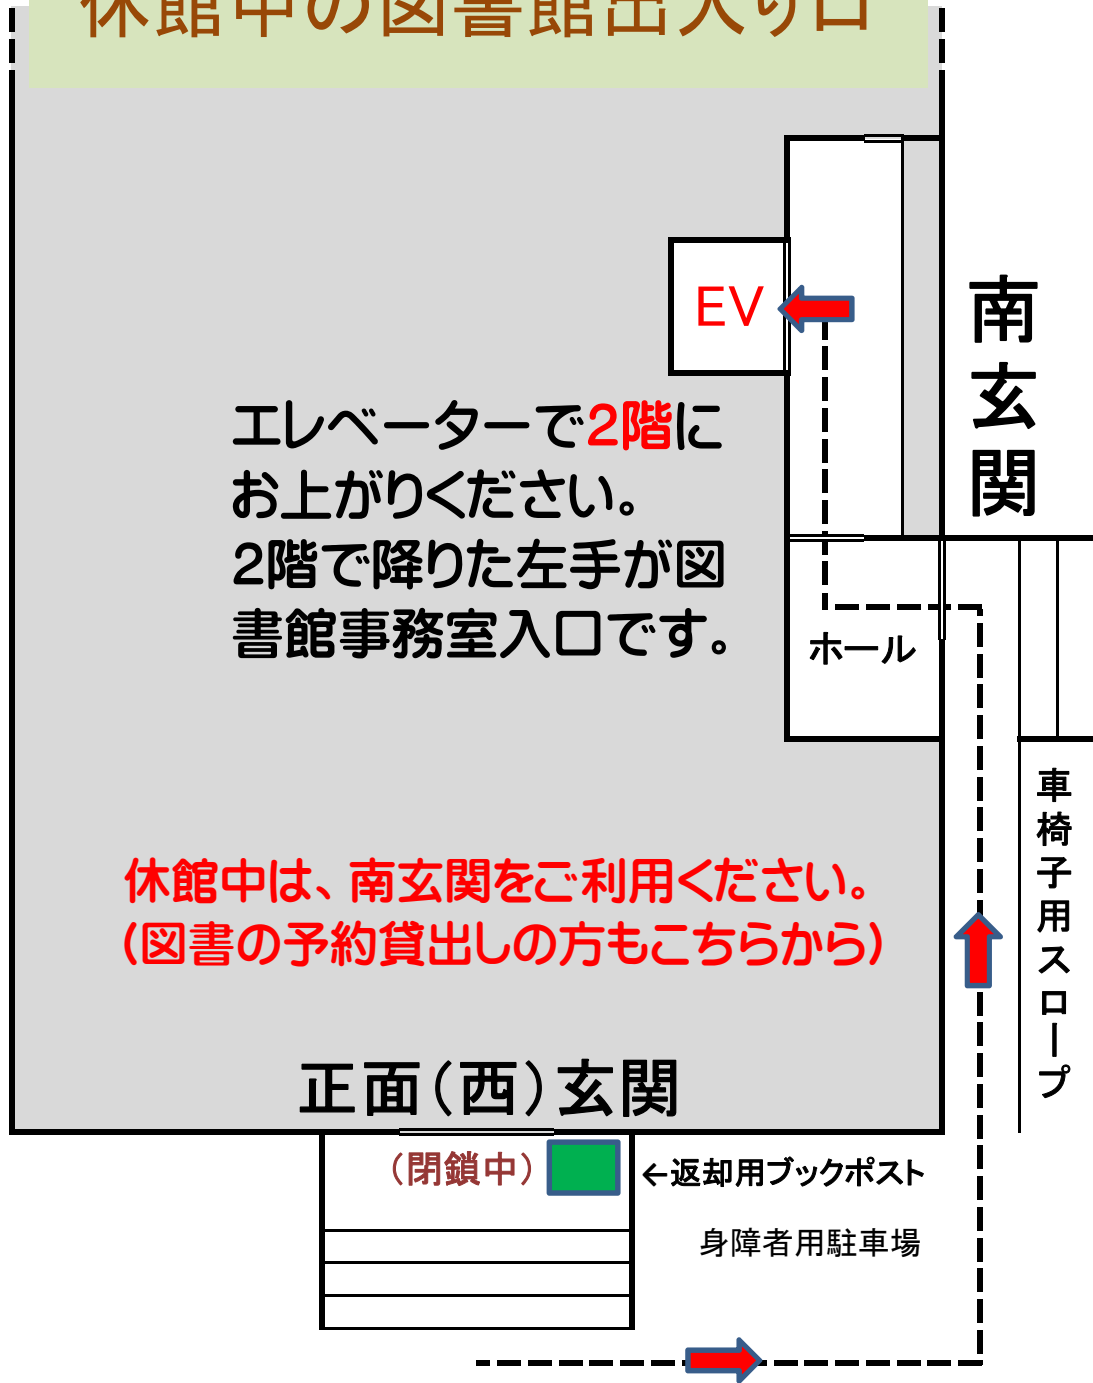 休館中の図書館出入り口
EV
南玄関
エレベーターで2階に
お上がりください。
2階で降りた左手が図
書館事務室入口です。
ホール
車椅子用スロープ
休館中は、南玄関をご利用ください。
（図書の予約貸出しの方もこちらから）
正面（西）玄関
（閉鎖中）
←返却用ブックポスト
身障者用駐車場